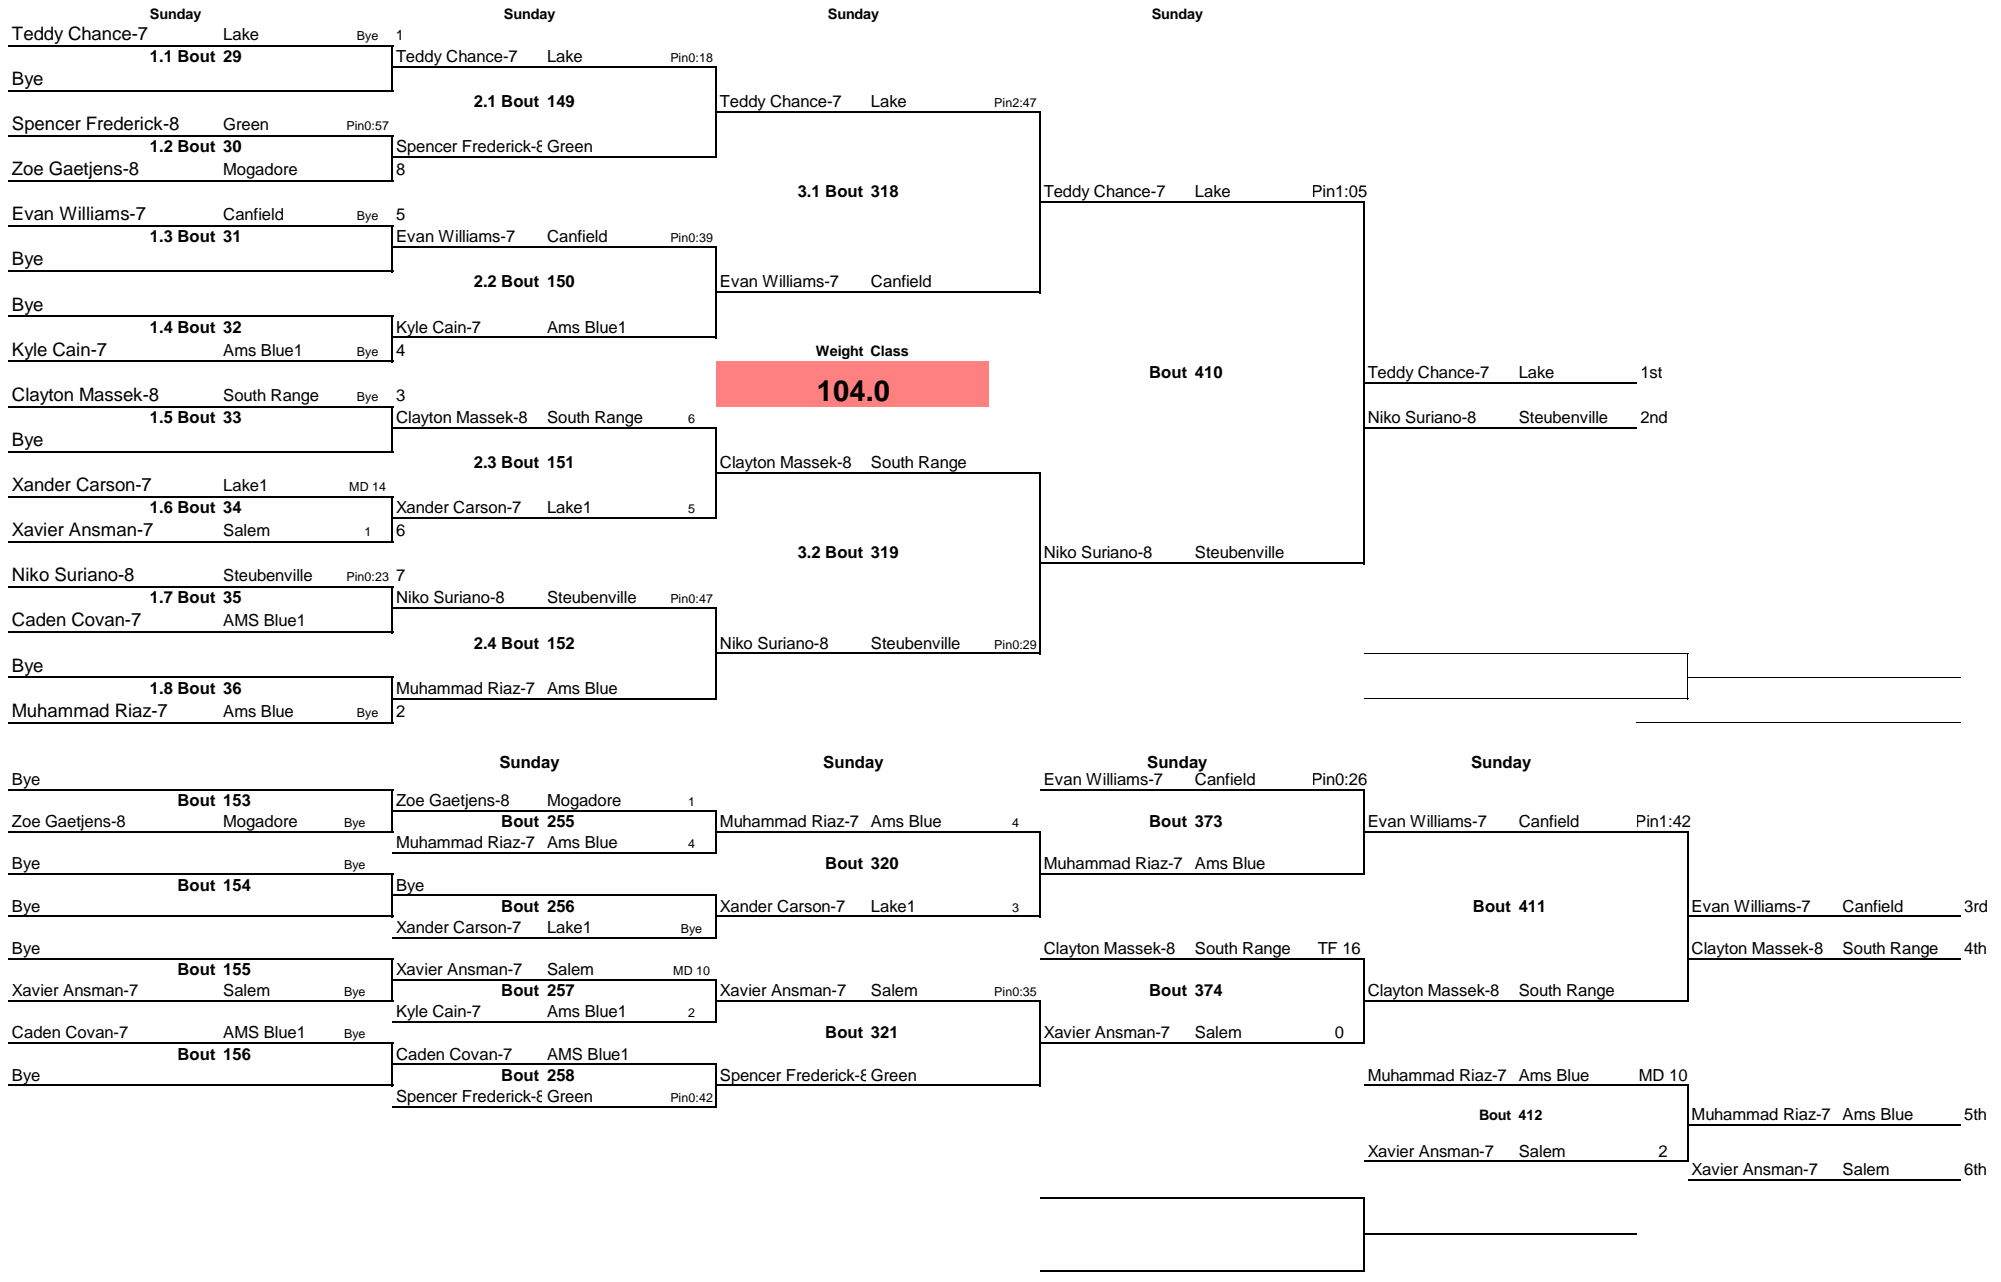 Sunday Sunday Sunday Sunday
Teddy Chance-7 Lake Bye 1
1.1 Bout 29 Teddy Chance-7 Lake Pin0:18
Bye
2.1 Bout 149 Teddy Chance-7 Lake Pin2:47
Spencer Frederick-8 Green Pin0:57
1.2 Bout 30 Spencer Frederick-8 Green
Zoe Gaetjens-8 Mogadore 8
3.1 Bout 318 Teddy Chance-7 Lake Pin1:05
Evan Williams-7 Canfield Bye 5
1.3 Bout 31 Evan Williams-7 Canfield Pin0:39
Bye
2.2 Bout 150 Evan Williams-7 Canfield
Bye
1.4 Bout 32 Kyle Cain-7 Ams Blue1
Kyle Cain-7 Ams Blue1 Bye 4 Weight Class
Bout 410 Teddy Chance-7 Lake 1st
104.0
Clayton Massek-8 South Range Bye 3
1.5 Bout 33 Clayton Massek-8 South Range 6 Niko Suriano-8 Steubenville 2nd
Bye
2.3 Bout 151 Clayton Massek-8 South Range
Xander Carson-7 Lake1 MD 14
1.6 Bout 34 Xander Carson-7 Lake1 5
Xavier Ansman-7 Salem 1 6
3.2 Bout 319 Niko Suriano-8 Steubenville
Niko Suriano-8 Steubenville Pin0:23 7
1.7 Bout 35 Niko Suriano-8 Steubenville Pin0:47
Caden Covan-7 AMS Blue1
2.4 Bout 152 Niko Suriano-8 Steubenville Pin0:29
Bye
1.8 Bout 36 Muhammad Riaz-7 Ams Blue
Muhammad Riaz-7 Ams Blue Bye 2
Sunday Sunday Sunday Sunday
Bye Evan Williams-7 Canfield Pin0:26
Bout 153 Zoe Gaetjens-8 Mogadore 1
Zoe Gaetjens-8 Mogadore Bye Bout 255 Muhammad Riaz-7 Ams Blue 4 Bout 373 Evan Williams-7 Canfield Pin1:42
Muhammad Riaz-7 Ams Blue 4
Bye Bye Bout 320 Muhammad Riaz-7 Ams Blue
Bout 154 Bye
Bye Bout 256 Xander Carson-7 Lake1 3 Bout 411 Evan Williams-7 Canfield 3rd
Xander Carson-7 Lake1 Bye
Bye Clayton Massek-8 South Range TF 16 Clayton Massek-8 South Range 4th
Bout 155 Xavier Ansman-7 Salem MD 10
Xavier Ansman-7 Salem Bye Bout 257 Xavier Ansman-7 Salem Pin0:35 Bout 374 Clayton Massek-8 South Range
Kyle Cain-7 Ams Blue1 2
Caden Covan-7 AMS Blue1 Bye Bout 321 Xavier Ansman-7 Salem 0
Bout 156 Caden Covan-7 AMS Blue1
Bye Bout 258 Spencer Frederick-8 Green Muhammad Riaz-7 Ams Blue MD 10
Spencer Frederick-8 Green Pin0:42
Bout 412 Muhammad Riaz-7 Ams Blue 5th
Xavier Ansman-7 Salem 2
Xavier Ansman-7 Salem 6th